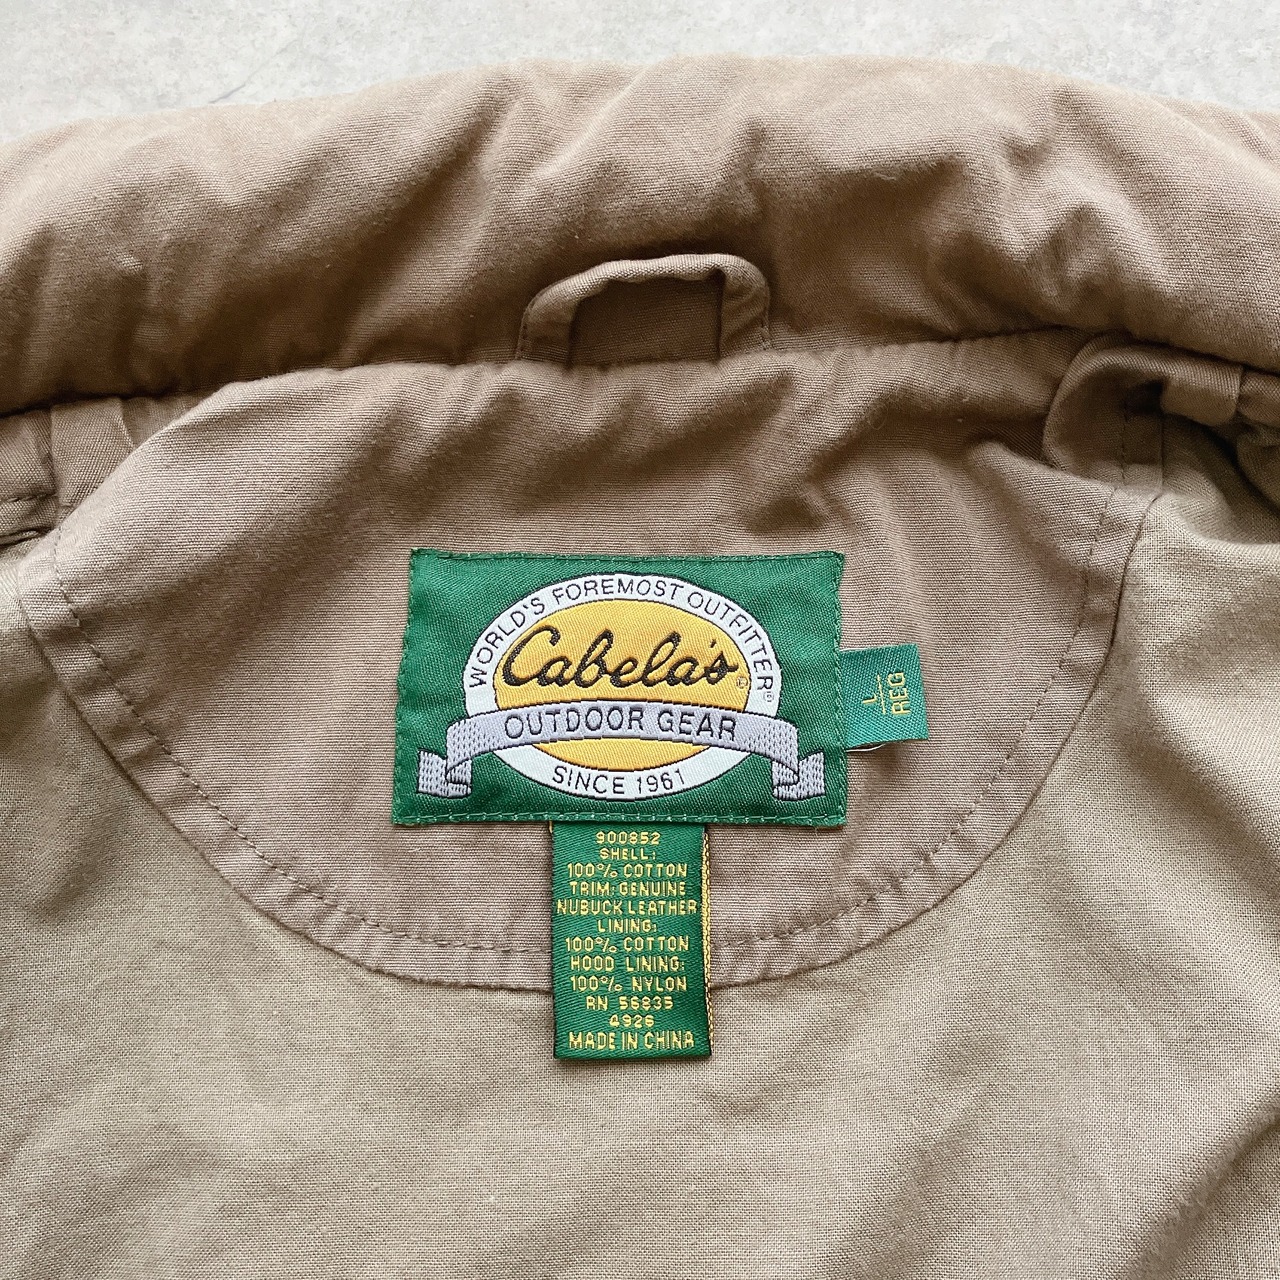 WORLD'S FOREMOST OUTFITTER®
Cabela's®
OUTDOOR GEAR
SINCE 1961
L
REG
900852
SHELL:
100% COTTON
TRIM: GENUINE
NUBUCK LEATHER
LINING:
100% COTTON
HOOD LINING:
100% NYLON
RN 56835
4926
MADE IN CHINA